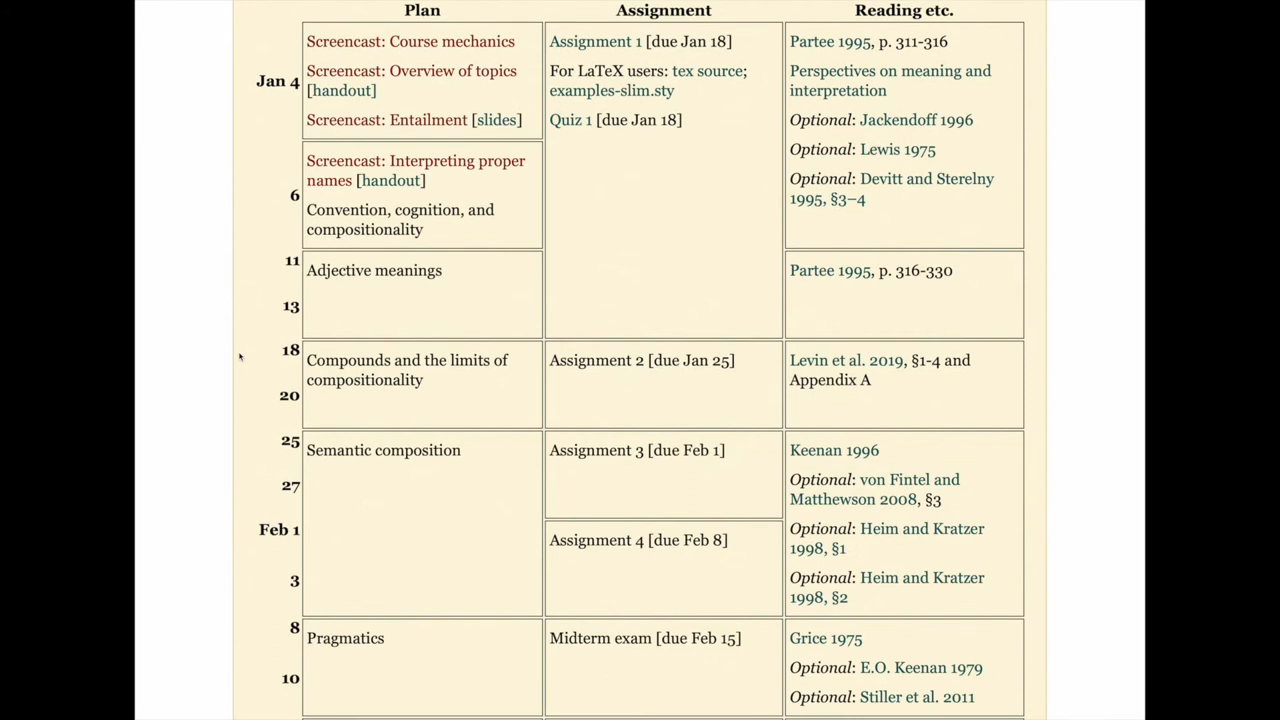 Plan Assignment Reading etc.
Jan 4
Screencast: Course mechanics
Screencast: Overview of topics
[handout]
Screencast: Entailment [slides]
Assignment 1 [due Jan 18]
For LaTeX users: tex source;
examples-slim.sty
Quiz 1 [due Jan 18]
Partee 1995, p. 311-316
Perspectives on meaning and
interpretation
Optional: Jackendoff 1996
Optional: Lewis 1975
Optional: Devitt and Sterelny
1995, §3–4
6
Screencast: Interpreting proper
names [handout]
Convention, cognition, and
compositionality
11
13
Adjective meanings
Partee 1995, p. 316-330
18
20
Compounds and the limits of
compositionality
Assignment 2 [due Jan 25]
Levin et al. 2019, §1-4 and
Appendix A
25
27
Feb 1
3
Semantic composition
Assignment 3 [due Feb 1]
Assignment 4 [due Feb 8]
Keenan 1996
Optional: von Fintel and
Matthewson 2008, §3
Optional: Heim and Kratzer
1998, §1
Optional: Heim and Kratzer
1998, §2
8
10
Pragmatics
Midterm exam [due Feb 15]
Grice 1975
Optional: E.O. Keenan 1979
Optional: Stiller et al. 2011